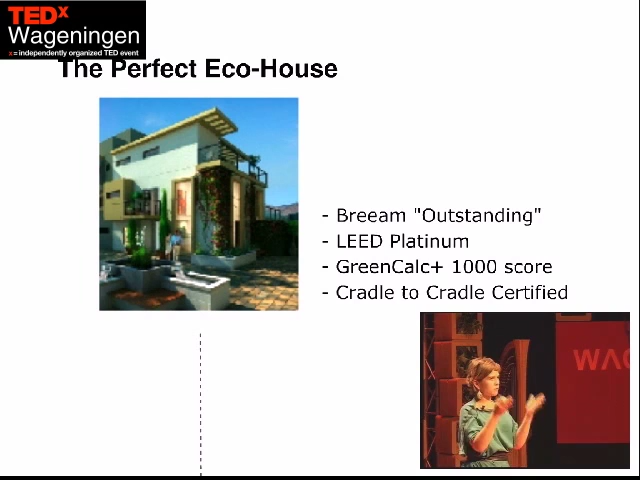 TEDx
Wageningen
x = independently organized TED event
The Perfect Eco-House
- Breeam "Outstanding"
- LEED Platinum
- GreenCalc+ 1000 score
- Cradle to Cradle Certified
WAG